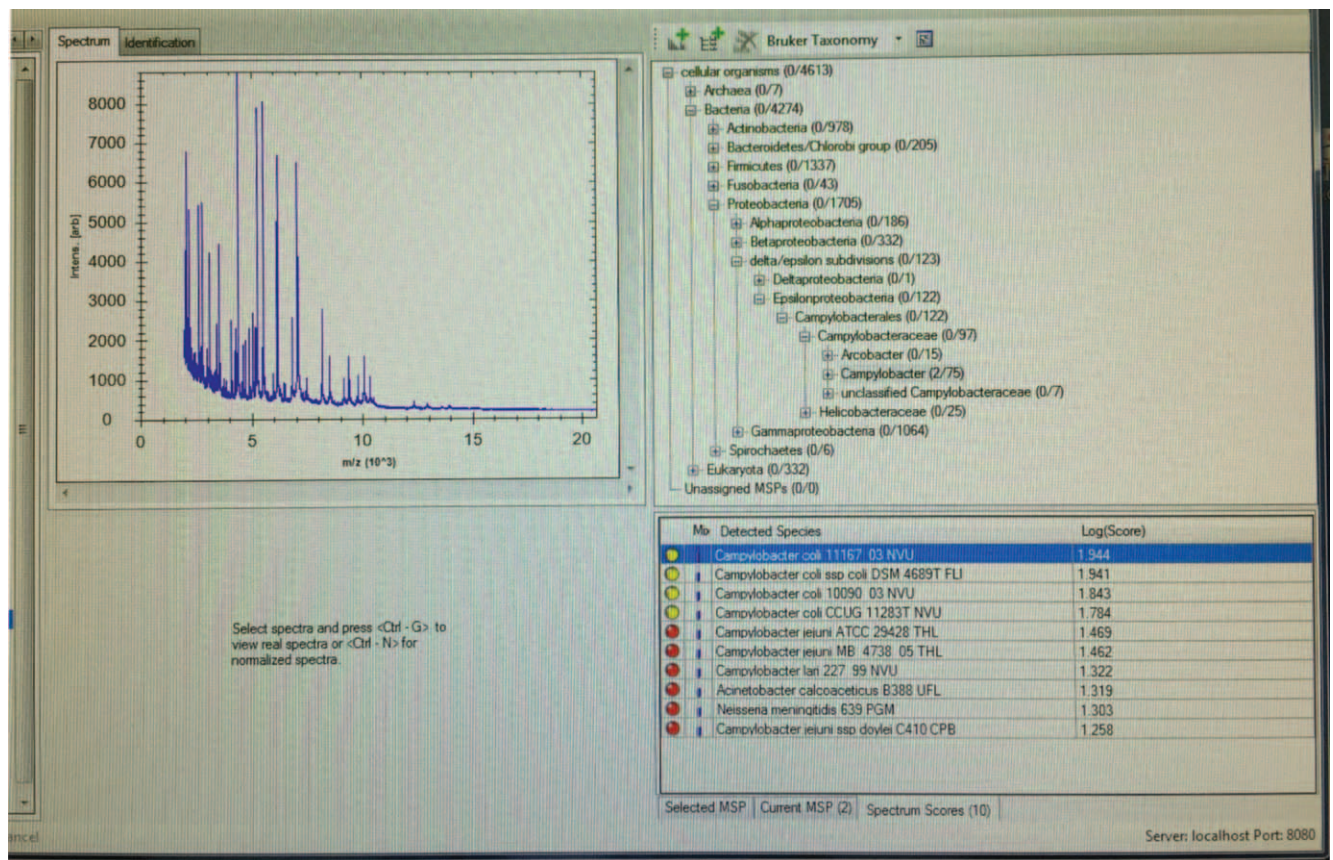 Spectrum Identification
8000
7000
6000
5000
4000
3000
2000
1000
0
Intens. [arb]
0 5 10 15 20
m/z (10^3)
Select spectra and press <Ctrl - G> to
view real spectra or <Ctrl - N> for
normalized spectra.
Bruker Taxonomy
cellular organisms (0/4613)
Archaea (0/7)
Bacteria (0/4274)
Actinobacteria (0/978)
Bacteroidetes/Chlorobi group (0/205)
Firmicutes (0/1337)
Fusobacteria (0/43)
Proteobacteria (0/1705)
Alphaproteobacteria (0/186)
Betaproteobacteria (0/332)
delta/epsilon subdivisions (0/123)
Deltaproteobacteria (0/1)
Epsilonproteobacteria (0/122)
Campylobacterales (0/122)
Campylobacteraceae (0/97)
Arcobacter (0/15)
Campylobacter (2/75)
unclassified Campylobacteraceae (0/7)
Helicobacteraceae (0/25)
Gammaproteobacteria (0/1064)
Spirochaetes (0/6)
Eukaryota (0/332)
Unassigned MSPs (0/0)
Detected Species Log(Score)
Campylobacter coli 11167_03 NVU 1.944
Campylobacter coli ssp coli DSM 4689T FLI 1.941
Campylobacter coli 10090_03 NVU 1.843
Campylobacter coli CCUG 11283T NVU 1.784
Campylobacter jejuni ATCC 29428 THL 1.469
Campylobacter jejuni MB_4738_05 THL 1.462
Campylobacter lari 227_99 NVU 1.322
Acinetobacter calcoaceticus B388 UFL 1.319
Neisseria meningitidis 639 PGM 1.303
Campylobacter jejuni ssp doylei C410 CPB 1.258
Selected MSP Current MSP (2) Spectrum Scores (10)
ancel
Server: localhost Port: 8080